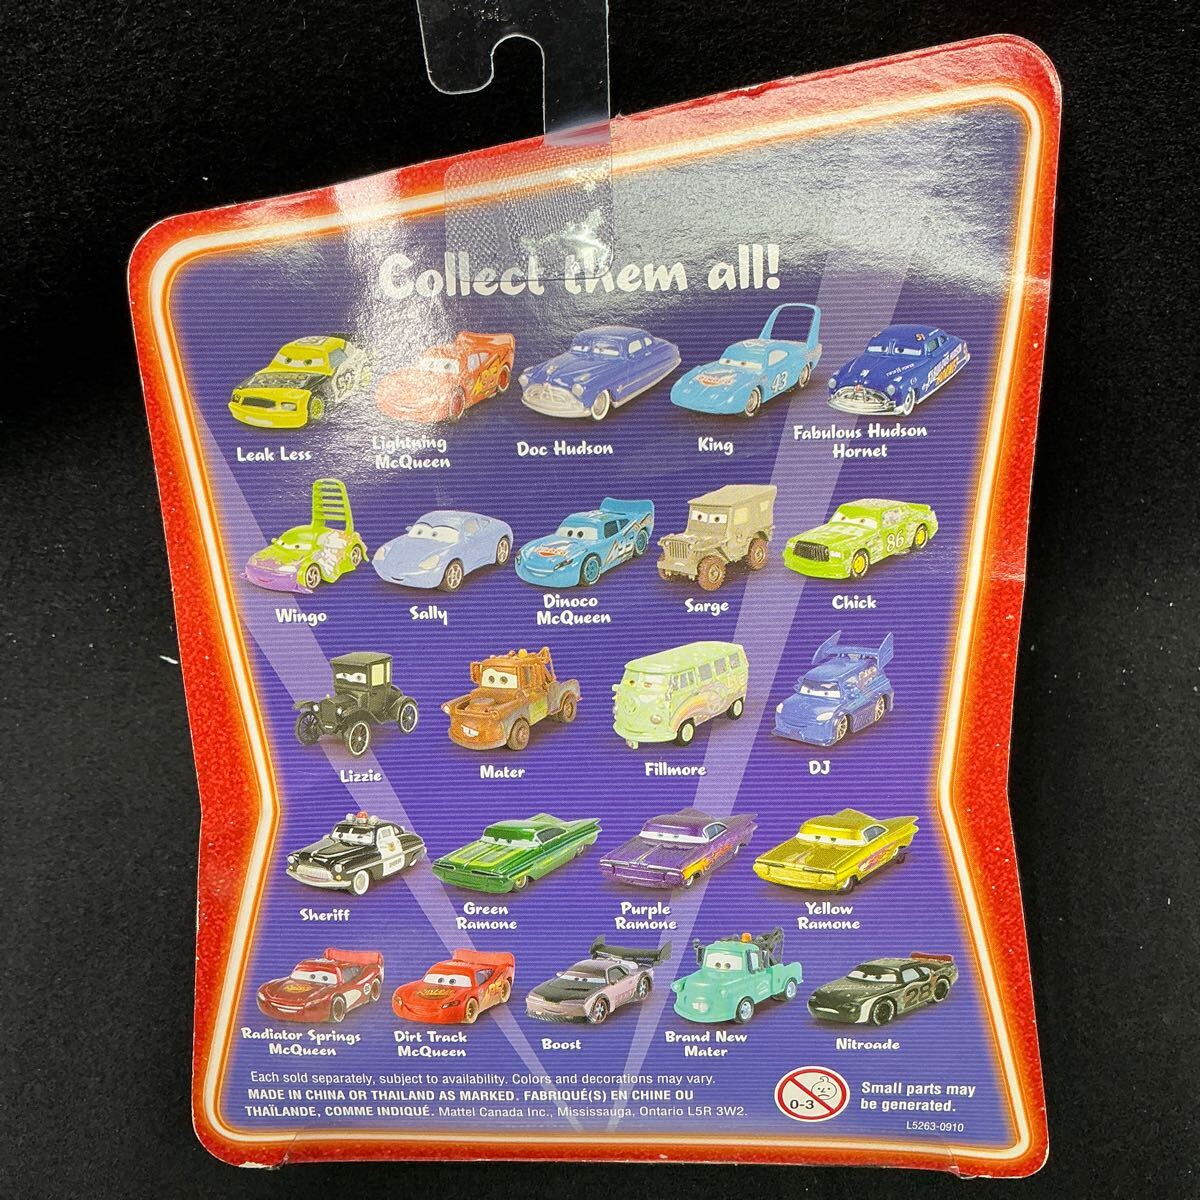 Collect them all!
Leak Less
Lightning
McQueen
Doc Hudson
King
Fabulous Hudson
Hornet
Wingo
Sally
Dinoco
McQueen
Sarge
Chick
Lizzie
Mater
Fillmore
DJ
Sheriff
Green
Ramone
Purple
Ramone
Yellow
Ramone
Radiator Springs
McQueen
Dirt Track
McQueen
Boost
Brand New
Mater
Nitroade
Each sold separately, subject to availability. Colors and decorations may vary.
MADE IN CHINA OR THAILAND AS MARKED. FABRIQUÉ(S) EN CHINE OU
THAÏLANDE, COMME INDIQUÉ. Mattel Canada Inc., Mississauga, Ontario L5R 3W2.
0-3
Small parts may
be generated.
L5263-0910
43
86